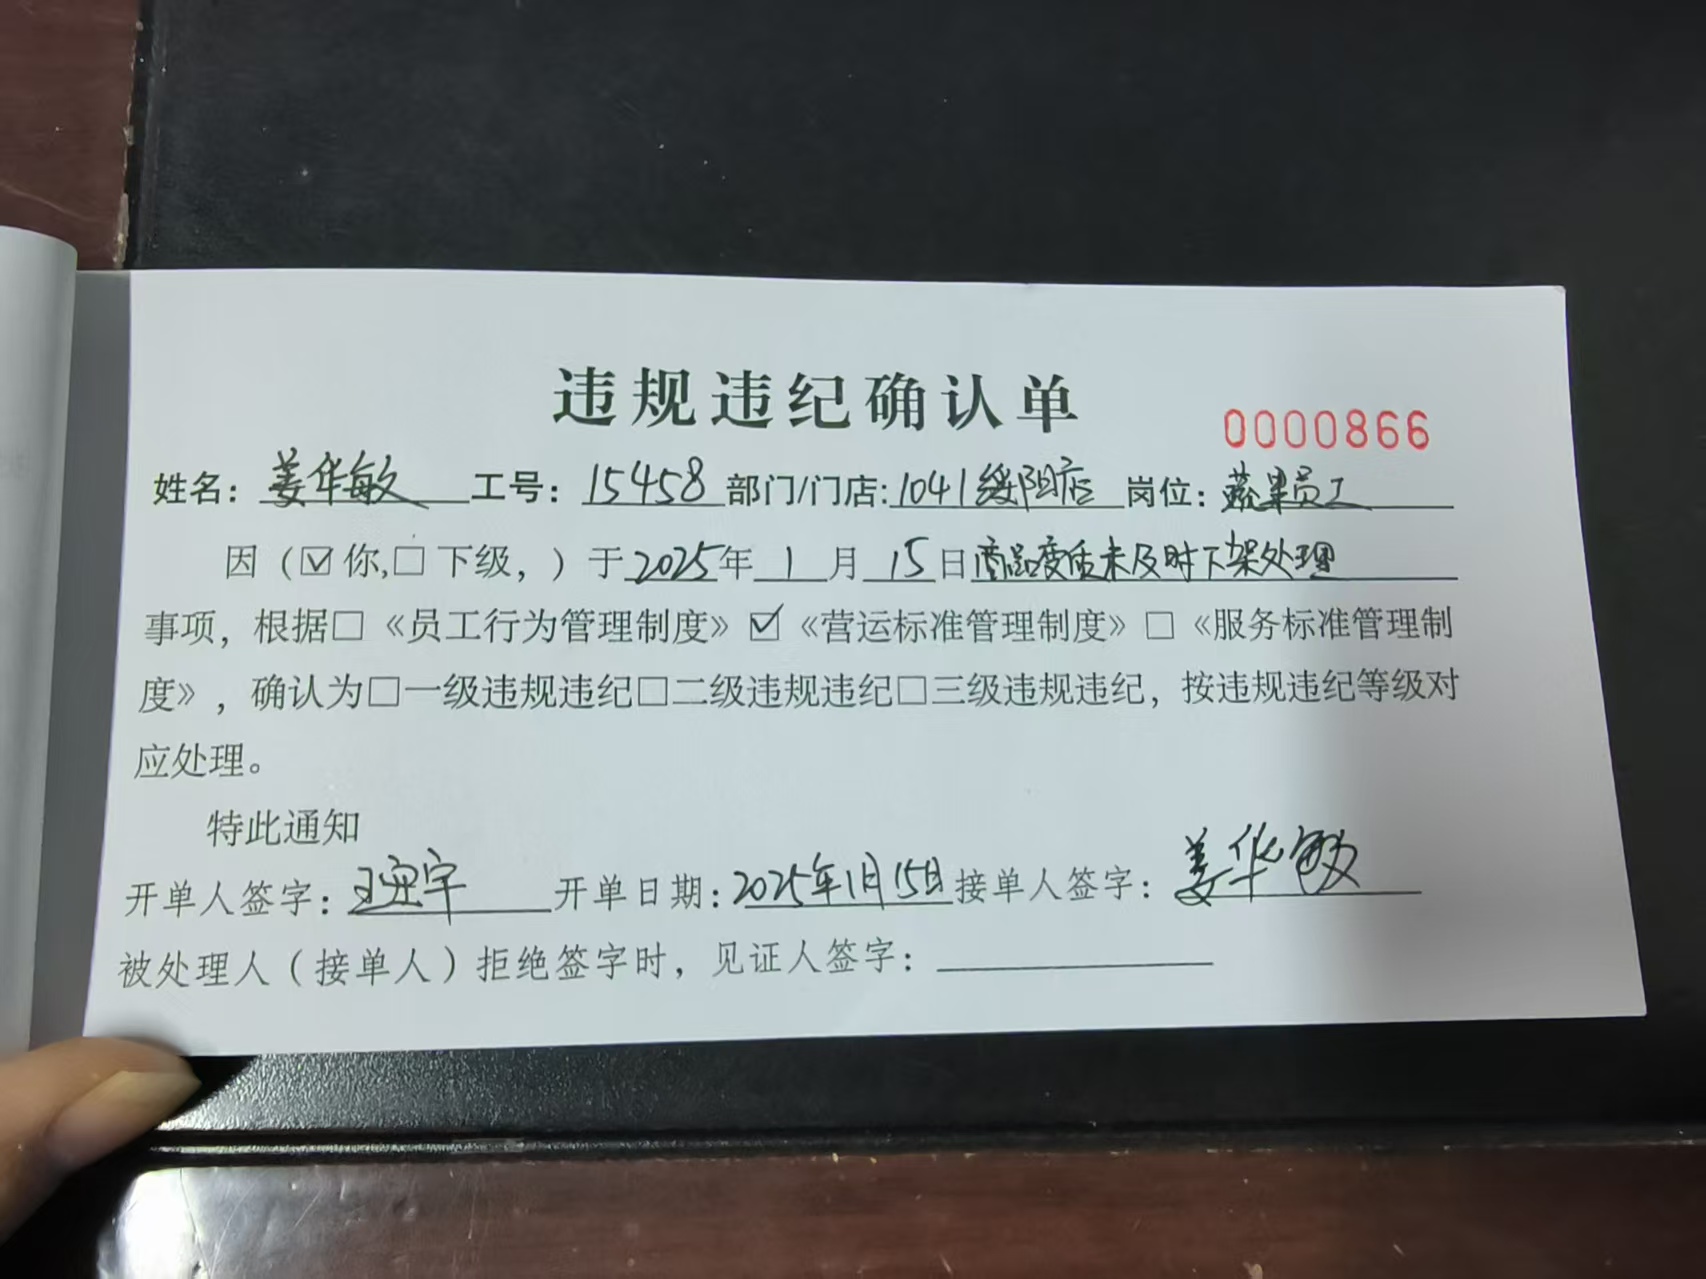 违规违纪确认单
0000866
姓名：姜华敏 工号：15458 部门/门店:1041绥阳店 岗位：蔬果员工
因（☑你,☐下级，）于2025年1月15日商品变质未及时下架处理
事项，根据☐《员工行为管理制度》☑《营运标准管理制度》☐《服务标准管理制
度》，确认为☐一级违规违纪☐二级违规违纪☐三级违规违纪，按违规违纪等级对
应处理。
特此通知
开单人签字：王宇 开单日期：2025年1月15日 接单人签字：姜华敏
被处理人（接单人）拒绝签字时，见证人签字：